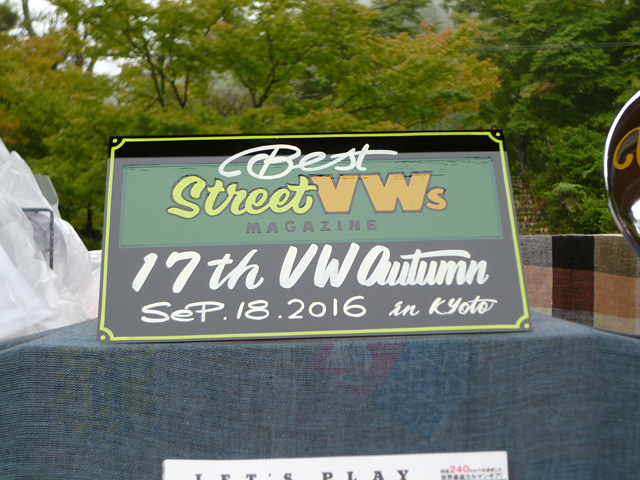 Best
Street VWs
MAGAZINE
17th VW Autumn
SeP.18.2016 in KYoto
LET'S PLAY